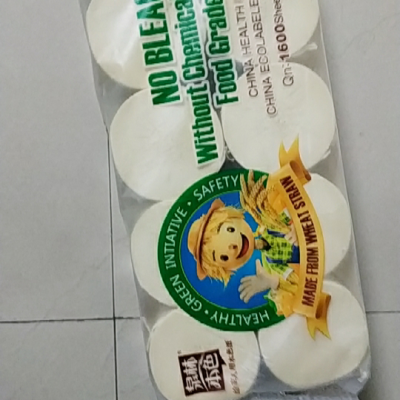 NO BLEA
Without Chemica
Food Grade
CHINA HEALTH
(CHINA ECOLABELE
Qn: 1600Shee
HEALTHY · GREEN INTIATIVE · SAFETY
MADE FROM WHEAT STRAW
泉林
本色